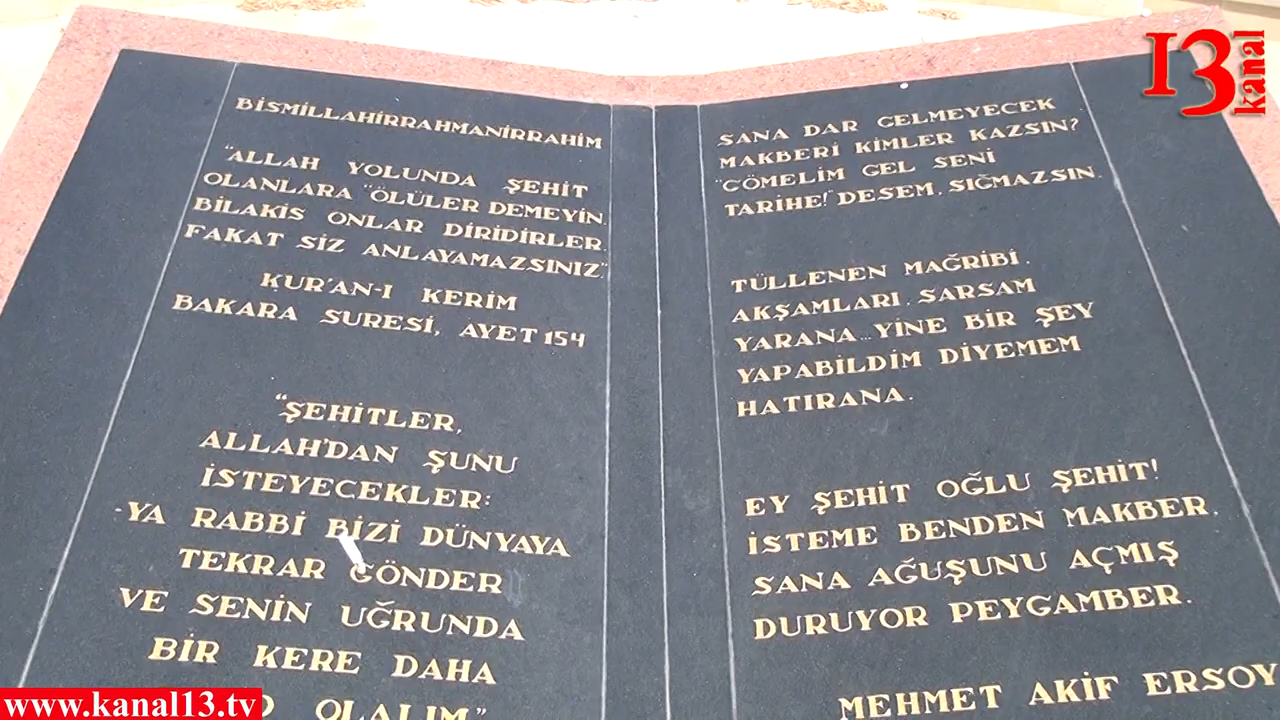 BİSMİLLAHİRRAHMANİRRAHİM
"ALLAH YOLUNDA ŞEHİT
OLANLARA "ÖLÜLER DEMEYİN.
BİLAKİS ONLAR DİRİDİRLER.
FAKAT SİZ ANLAYAMAZSINIZ"
KUR'AN-I KERİM
BAKARA SURESİ, AYET 154
"ŞEHİTLER,
ALLAH'DAN ŞUNU
İSTEYECEKLER:
-YA RABBİ BİZİ DÜNYAYA
TEKRAR GÖNDER
VE SENİN UĞRUNDA
BİR KERE DAHA
OLALIM."
SANA DAR GELMEYECEK
MAKBERİ KİMLER KAZSIN?
"GÖMELİM GEL SENİ
TARİHE!" DESEM, SIĞMAZSIN.
TÜLLENEN MAĞRİBİ,
AKŞAMLARI, SARSAM
YARANA... YİNE BİR ŞEY
YAPABİLDİM DİYEMEM
HATIRANA.
EY ŞEHİT OĞLU ŞEHİT!
İSTEME BENDEN MAKBER,
SANA AĞUŞUNU AÇMIŞ
DURUYOR PEYGAMBER.
MEHMET AKİF ERSOY
13 kanal
www.kanal13.tv